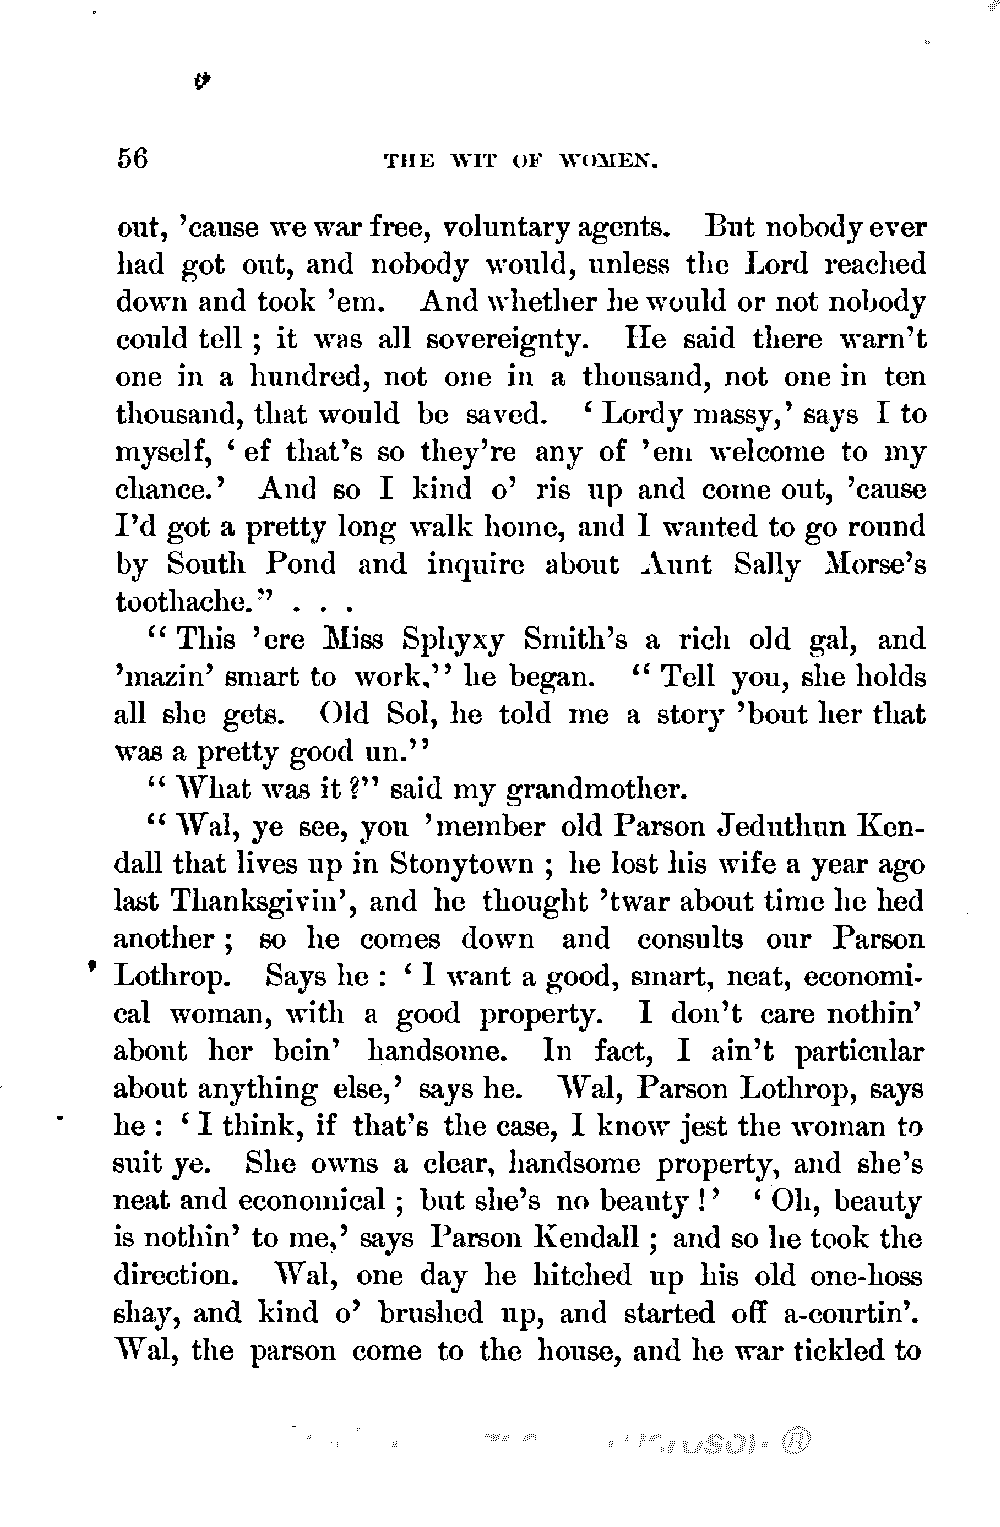 56 THE WIT OF WOMEN.
out, 'cause we war free, voluntary agents. But nobody ever
had got out, and nobody would, unless the Lord reached
down and took 'em. And whether he would or not nobody
could tell ; it was all sovereignty. He said there warn't
one in a hundred, not one in a thousand, not one in ten
thousand, that would be saved. ' Lordy massy,' says I to
myself, ' ef that's so they're any of 'em welcome to my
chance.' And so I kind o' ris up and come out, 'cause
I'd got a pretty long walk home, and I wanted to go round
by South Pond and inquire about Aunt Sally Morse's
toothache." . . .
" This 'ere Miss Sphyxy Smith's a rich old gal, and
'mazin' smart to work," he began. " Tell you, she holds
all she gets. Old Sol, he told me a story 'bout her that
was a pretty good un."
" What was it ?" said my grandmother.
" Wal, ye see, you 'member old Parson Jeduthun Ken-
dall that lives up in Stonytown ; he lost his wife a year ago
last Thanksgivin', and he thought 'twar about time he hed
another ; so he comes down and consults our Parson
Lothrop. Says he : ' I want a good, smart, neat, economi-
cal woman, with a good property. I don't care nothin'
about her bein' handsome. In fact, I ain't particular
about anything else,' says he. Wal, Parson Lothrop, says
he : ' I think, if that's the case, I know jest the woman to
suit ye. She owns a clear, handsome property, and she's
neat and economical ; but she's no beauty !' ' Oh, beauty
is nothin' to me,' says Parson Kendall ; and so he took the
direction. Wal, one day he hitched up his old one-hoss
shay, and kind o' brushed up, and started off a-courtin'.
Wal, the parson come to the house, and he war tickled to